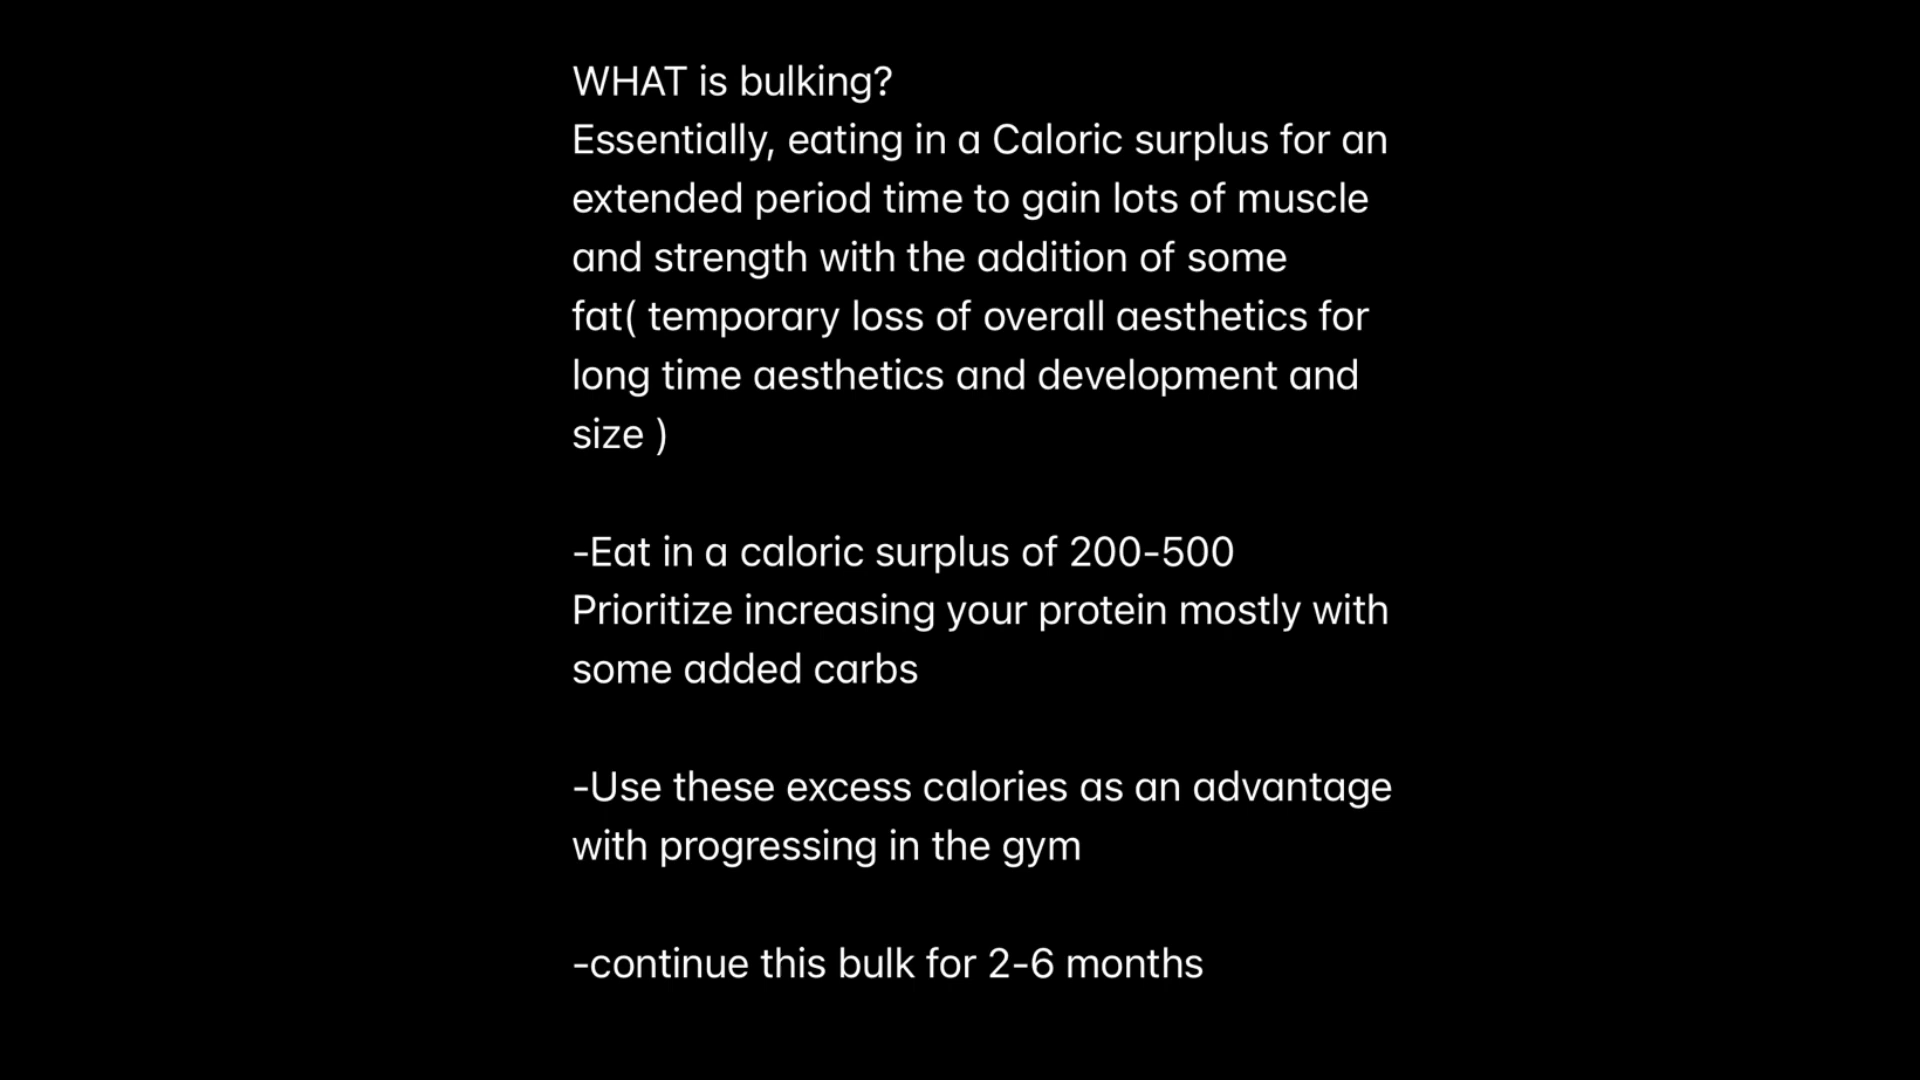 WHAT is bulking?
Essentially, eating in a Caloric surplus for an
extended period time to gain lots of muscle
and strength with the addition of some
fat( temporary loss of overall aesthetics for
long time aesthetics and development and
size )
-Eat in a caloric surplus of 200-500
Prioritize increasing your protein mostly with
some added carbs
-Use these excess calories as an advantage
with progressing in the gym
-continue this bulk for 2-6 months